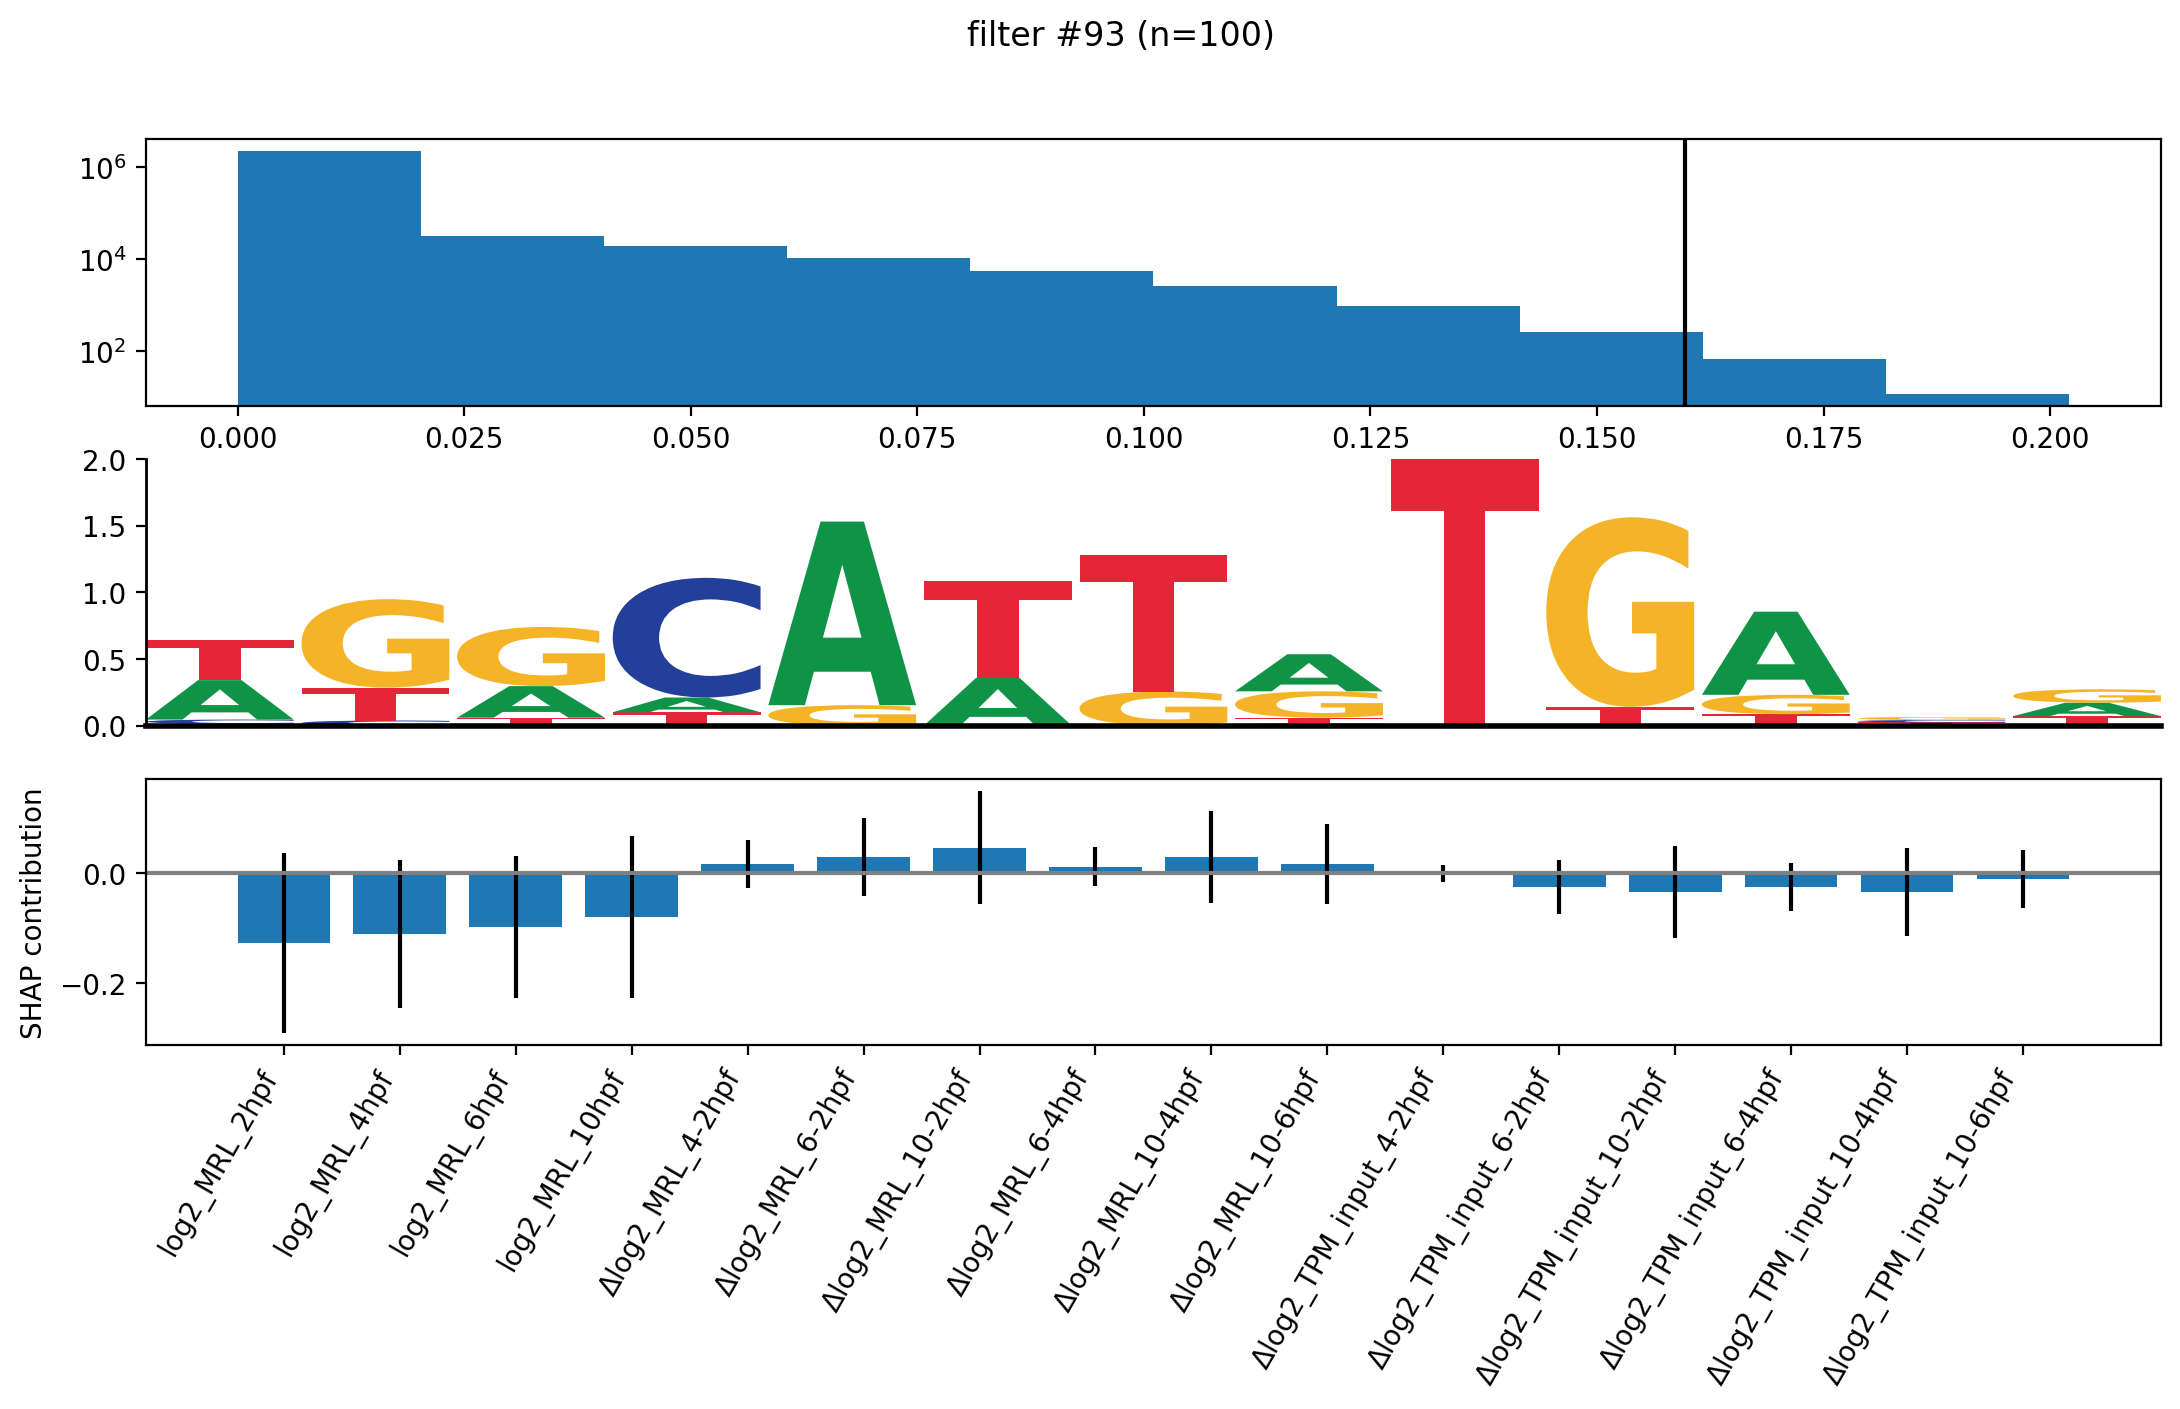 filter #93 (n=100)
10^6
10^4
10^2
0.000 0.025 0.050 0.075 0.100 0.125 0.150 0.175 0.200
2.0
1.5
1.0
0.5
0.0
T G G C A T T A T G A G
A T A A G A G G T G A
C C T T T T T
SHAP contribution
0.0
−0.2
log2_MRL_2hpf
log2_MRL_4hpf
log2_MRL_6hpf
log2_MRL_10hpf
Δlog2_MRL_4-2hpf
Δlog2_MRL_6-2hpf
Δlog2_MRL_10-2hpf
Δlog2_MRL_6-4hpf
Δlog2_MRL_10-4hpf
Δlog2_MRL_10-6hpf
Δlog2_TPM_input_4-2hpf
Δlog2_TPM_input_6-2hpf
Δlog2_TPM_input_10-2hpf
Δlog2_TPM_input_6-4hpf
Δlog2_TPM_input_10-4hpf
Δlog2_TPM_input_10-6hpf